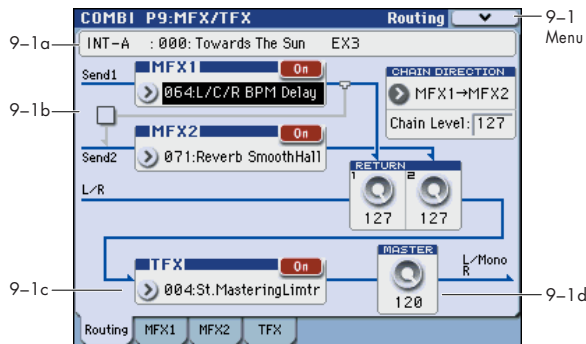 COMBI P9:MFX/TFX Routing
9-1 Menu
9-1a
INT-A : 000: Towards The Sun EX3
Send1
MFX1 On
064:L/C/R BPM Delay
CHAIN DIRECTION
MFX1→MFX2
Chain Level: 127
9-1b
MFX2 On
071:Reverb SmoothHall
Send2
RETURN
1 2
127 127
L/R
TFX On
004:St.MasteringLimtr
MASTER
120
L/Mono
R
9-1c
9-1d
Routing MFX1 MFX2 TFX